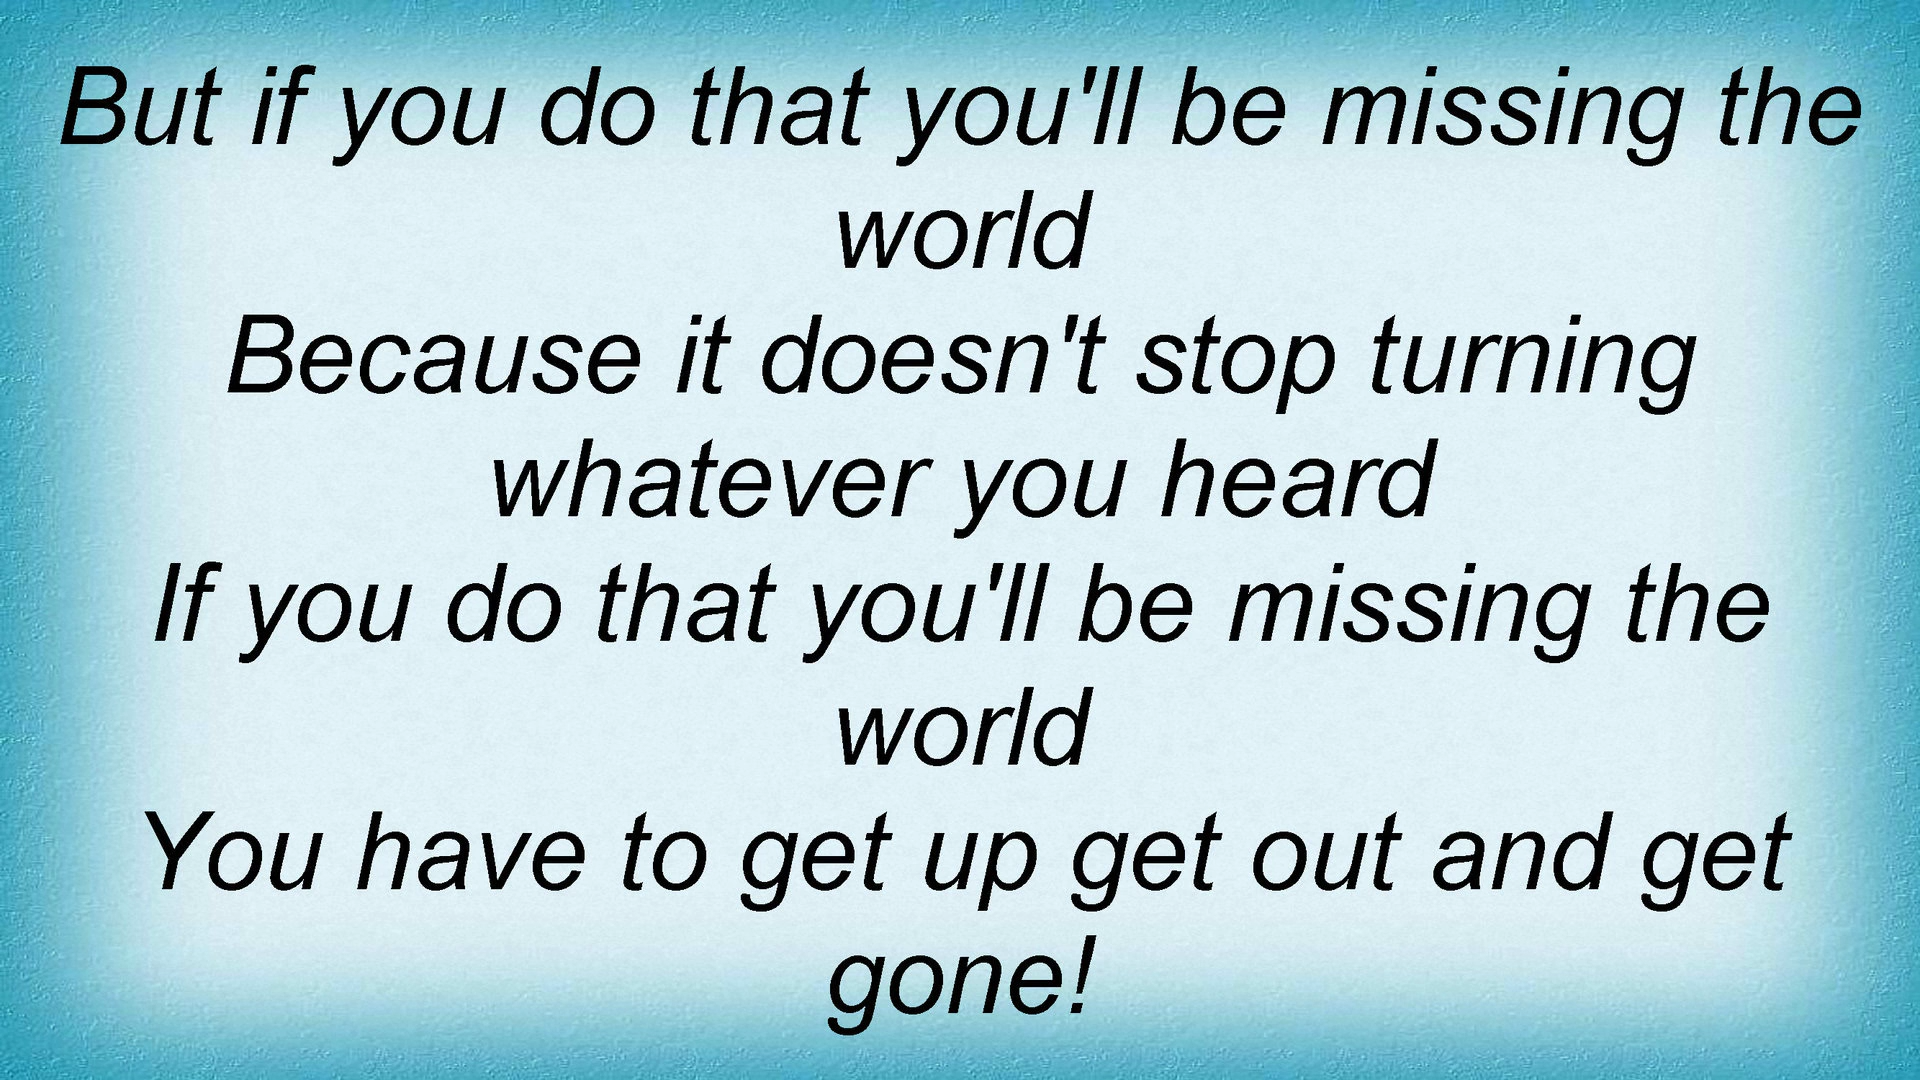 But if you do that you'll be missing the
world
Because it doesn't stop turning
whatever you heard
If you do that you'll be missing the
world
You have to get up get out and get
gone!